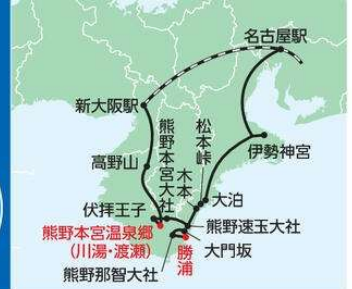 名古屋駅
新大阪駅
熊野本宮大社
松本峠
木本
伊勢神宮
高野山
大泊
伏拝王子
熊野速玉大社
熊野本宮温泉郷
(川湯・渡瀬)
勝浦
大門坂
熊野那智大社